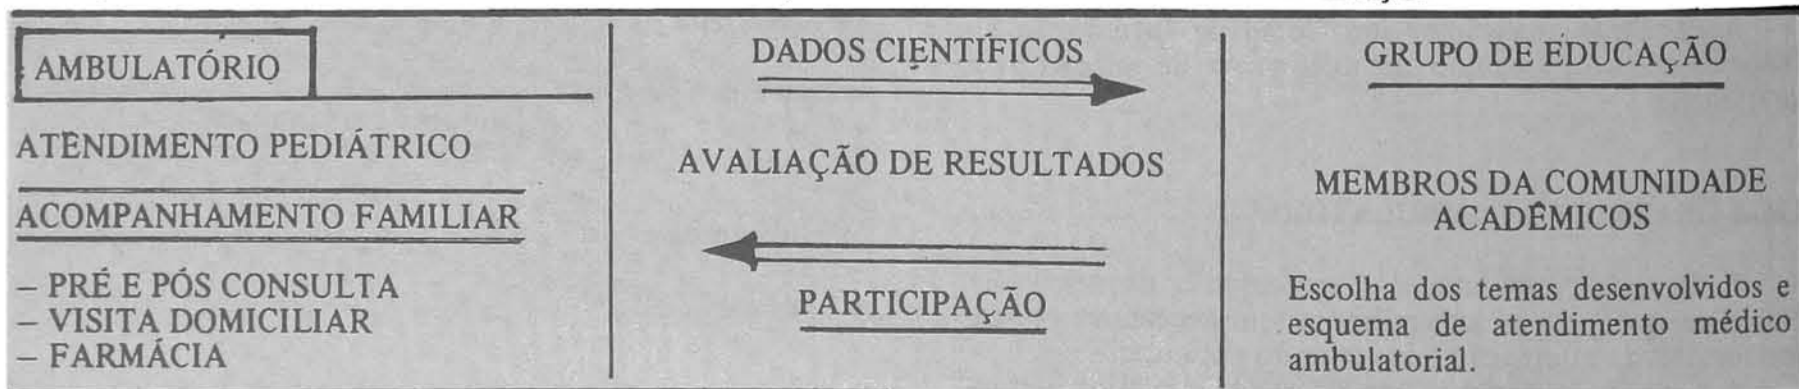 AMBULATÓRIO
ATENDIMENTO PEDIÁTRICO
ACOMPANHAMENTO FAMILIAR
– PRÉ E PÓS CONSULTA
– VISITA DOMICILIAR
– FARMÁCIA
DADOS CIENTÍFICOS
AVALIAÇÃO DE RESULTADOS
PARTICIPAÇÃO
GRUPO DE EDUCAÇÃO
MEMBROS DA COMUNIDADE
ACADÊMICOS
Escolha dos temas desenvolvidos e
esquema de atendimento médico
ambulatorial.